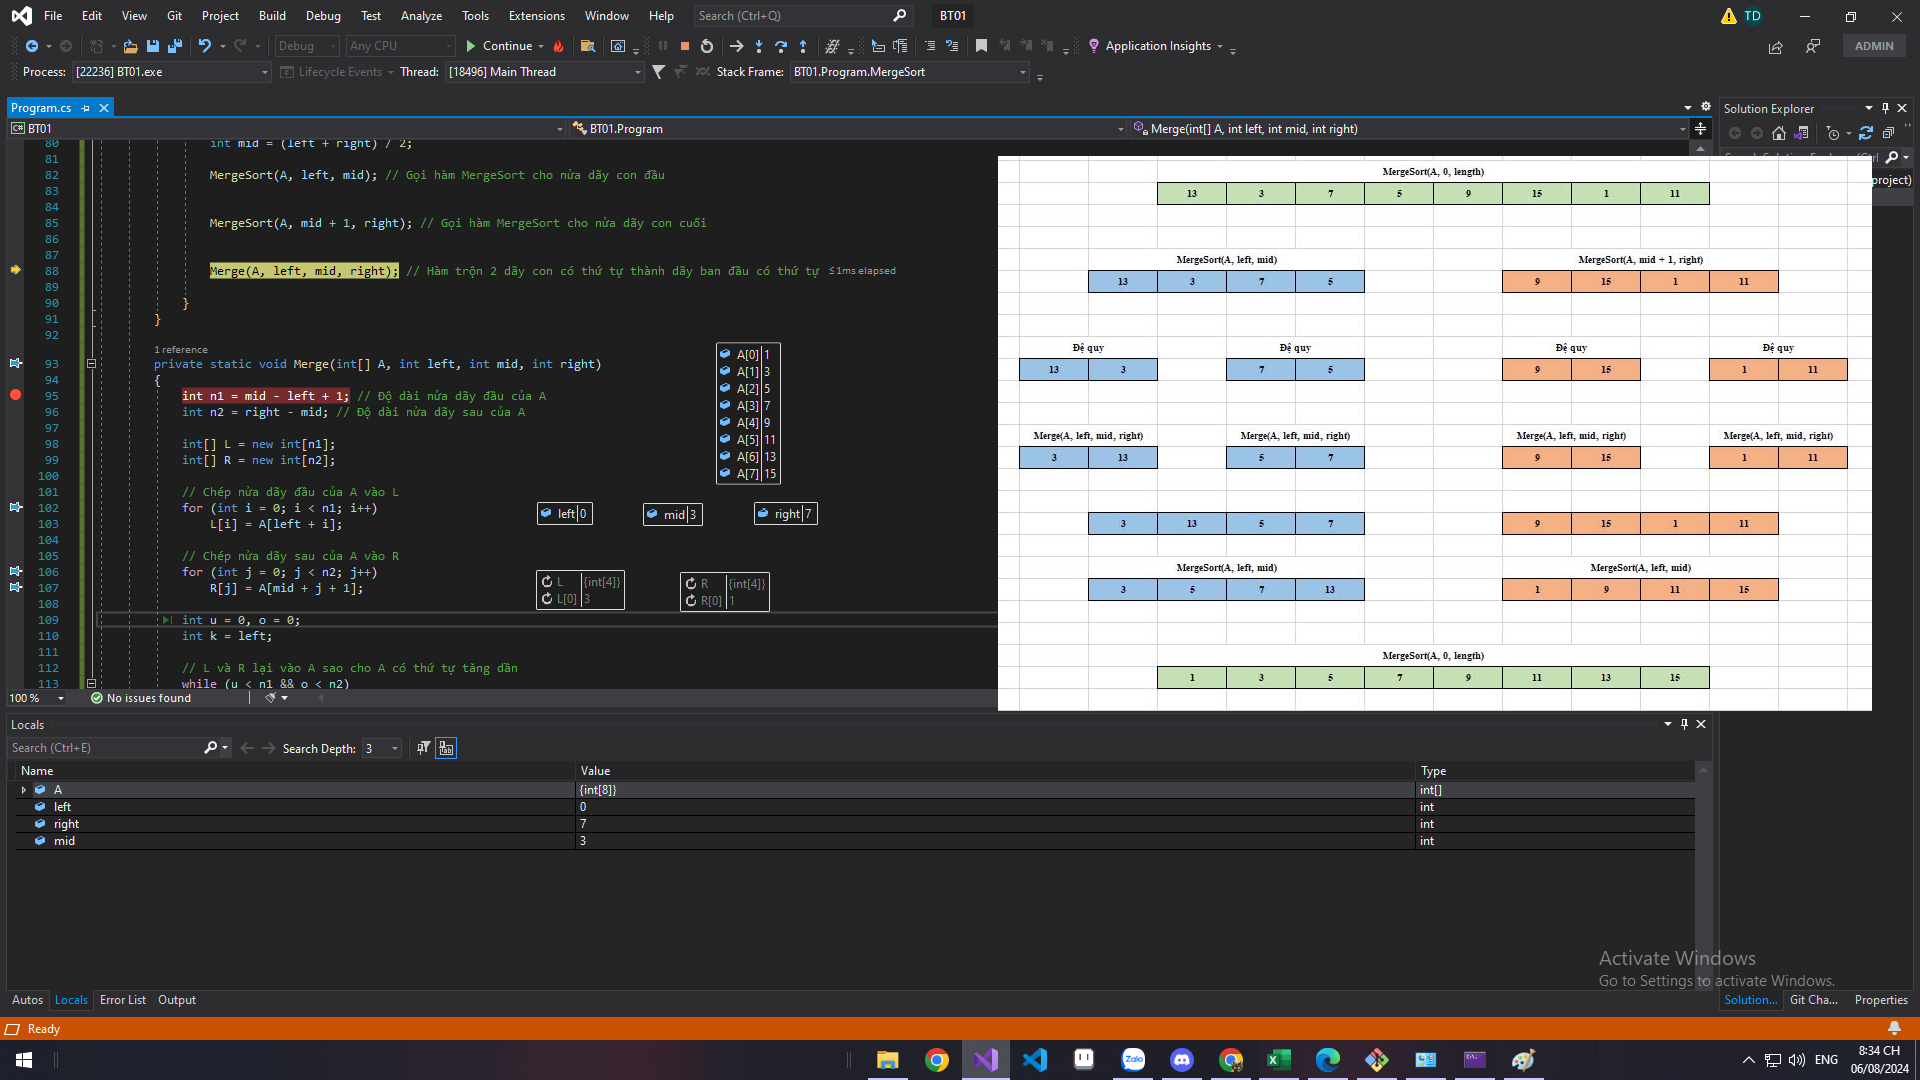 File Edit View Git Project Build Debug Test Analyze Tools Extensions Window Help Search (Ctrl+Q) BT01 TD
Debug Any CPU Continue Application Insights ADMIN
Process: [22236] BT01.exe Lifecycle Events Thread: [18496] Main Thread Stack Frame: BT01.Program.MergeSort
Program.cs
BT01 BT01.Program Merge(int[] A, int left, int mid, int right)
80 int mid = (left + right) / 2;
81
82 MergeSort(A, left, mid); // Gọi hàm MergeSort cho nửa dãy con đầu
83
84
85 MergeSort(A, mid + 1, right); // Gọi hàm MergeSort cho nửa dãy con cuối
86
87
88 Merge(A, left, mid, right); // Hàm trộn 2 dãy con có thứ tự thành dãy ban đầu có thứ tự ≤1ms elapsed
89
90 }
91 }
92
1 reference
93 private static void Merge(int[] A, int left, int mid, int right)
94 {
95 int n1 = mid - left + 1; // Độ dài nửa dãy đầu của A
96 int n2 = right - mid; // Độ dài nửa dãy sau của A
97
98 int[] L = new int[n1];
99 int[] R = new int[n2];
100
101 // Chép nửa dãy đầu của A vào L
102 for (int i = 0; i < n1; i++)
103 L[i] = A[left + i];
104
105 // Chép nửa dãy sau của A vào R
106 for (int j = 0; j < n2; j++)
107 R[j] = A[mid + j + 1];
108
109 int u = 0, o = 0;
110 int k = left;
111
112 // L và R lại vào A sao cho A có thứ tự tăng dần
113 while (u < n1 && o < n2)
A[0] 1
A[1] 3
A[2] 5
A[3] 7
A[4] 9
A[5] 11
A[6] 13
A[7] 15
left 0 mid 3 right 7
L {int[4]}
L[0] 3
R {int[4]}
R[0] 1
MergeSort(A, 0, length)
13 3 7 5 9 15 1 11
MergeSort(A, left, mid) MergeSort(A, mid + 1, right)
13 3 7 5 9 15 1 11
Đệ quy Đệ quy Đệ quy Đệ quy
13 3 7 5 9 15 1 11
Merge(A, left, mid, right) Merge(A, left, mid, right) Merge(A, left, mid, right) Merge(A, left, mid, right)
3 13 5 7 9 15 1 11
3 13 5 7 9 15 1 11
MergeSort(A, left, mid) MergeSort(A, left, mid)
3 5 7 13 1 9 11 15
MergeSort(A, 0, length)
1 3 5 7 9 11 13 15
Solution Explorer
project)
100 % No issues found
Locals
Search (Ctrl+E) Search Depth: 3
Name Value Type
A {int[8]} int[]
left 0 int
right 7 int
mid 3 int
Activate Windows
Go to Settings to activate Windows.
Autos Locals Error List Output
Solution... Git Cha... Properties
Ready
Zalo
ENG
8:34 CH
06/08/2024